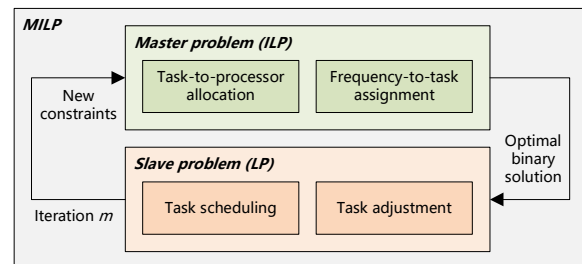 MILP
Master problem (ILP)
Task-to-processor
allocation
Frequency-to-task
assignment
New
constraints
Optimal
binary
solution
Slave problem (LP)
Task scheduling
Task adjustment
Iteration m